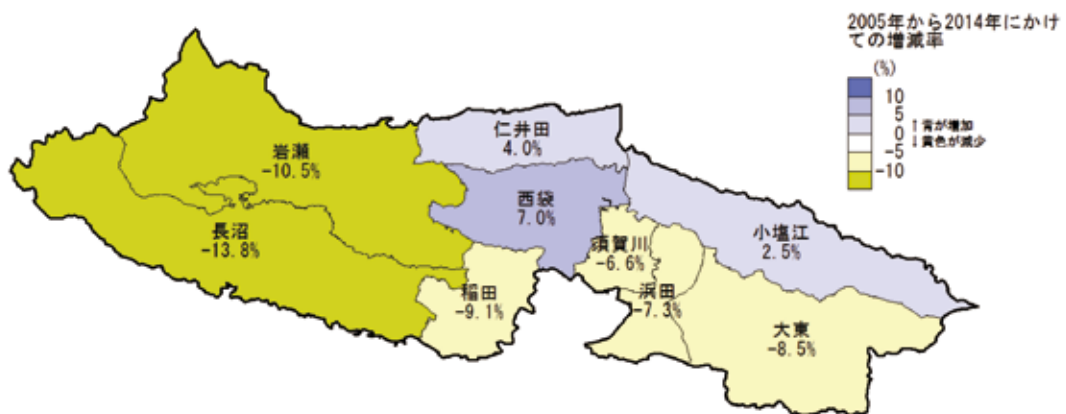 2005年から2014年にかけ
ての増減率
(%)
10
5
0
-5
-10
↑青が増加
↓黄色が減少
仁井田
4.0%
岩瀬
-10.5%
西袋
7.0%
長沼
-13.8%
須賀川
-6.6%
小塩江
2.5%
稲田
-9.1%
浜田
-7.3%
大東
-8.5%